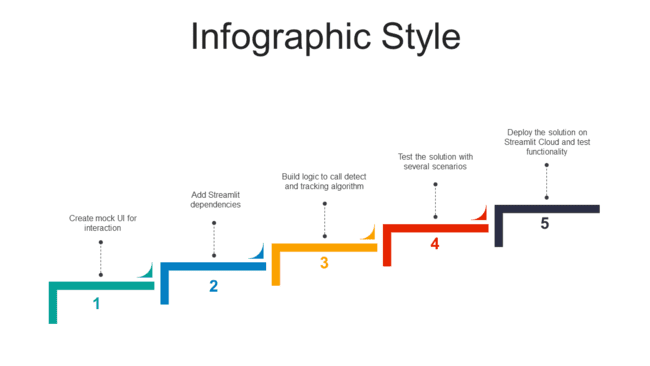 Infographic Style
Create mock UI for
interaction
1
Add Streamlit
dependencies
2
Build logic to call detect
and tracking algorithm
3
Test the solution with
several scenarios
4
Deploy the solution on
Streamlit Cloud and test
functionality
5